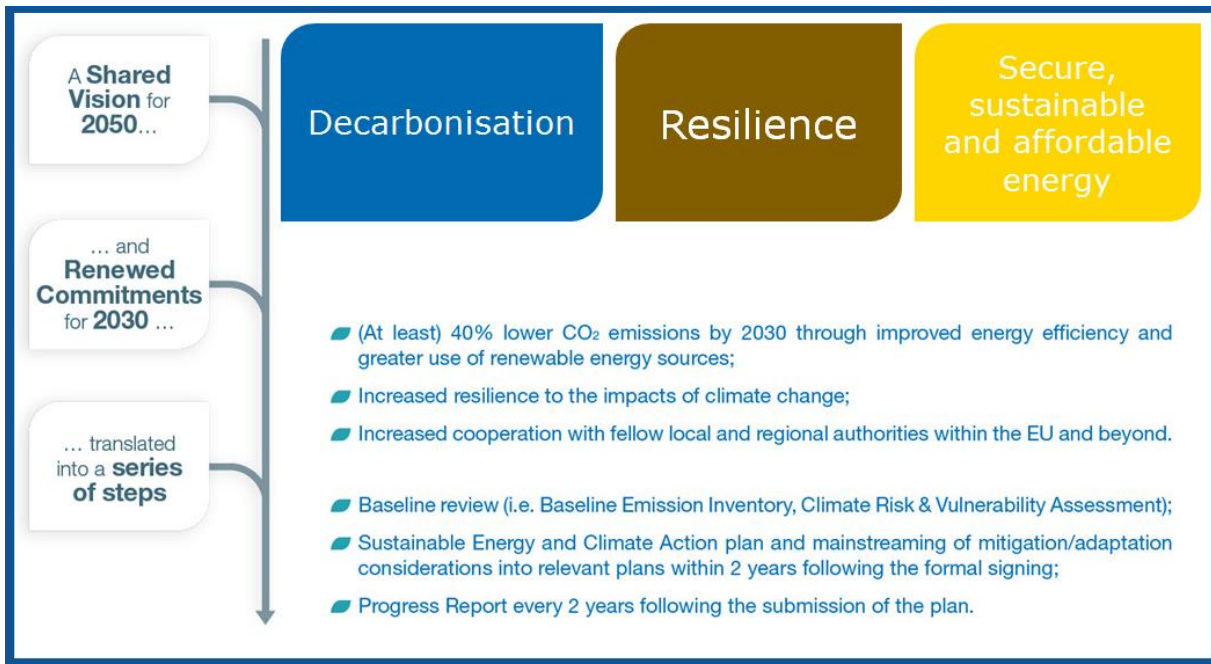 A Shared
Vision for
2050...
Decarbonisation
Resilience
Secure,
sustainable
and affordable
energy
... and
Renewed
Commitments
for 2030 ...
(At least) 40% lower CO₂ emissions by 2030 through improved energy efficiency and
greater use of renewable energy sources;
Increased resilience to the impacts of climate change;
Increased cooperation with fellow local and regional authorities within the EU and beyond.
... translated
into a series
of steps
Baseline review (i.e. Baseline Emission Inventory, Climate Risk & Vulnerability Assessment);
Sustainable Energy and Climate Action plan and mainstreaming of mitigation/adaptation
considerations into relevant plans within 2 years following the formal signing;
Progress Report every 2 years following the submission of the plan.